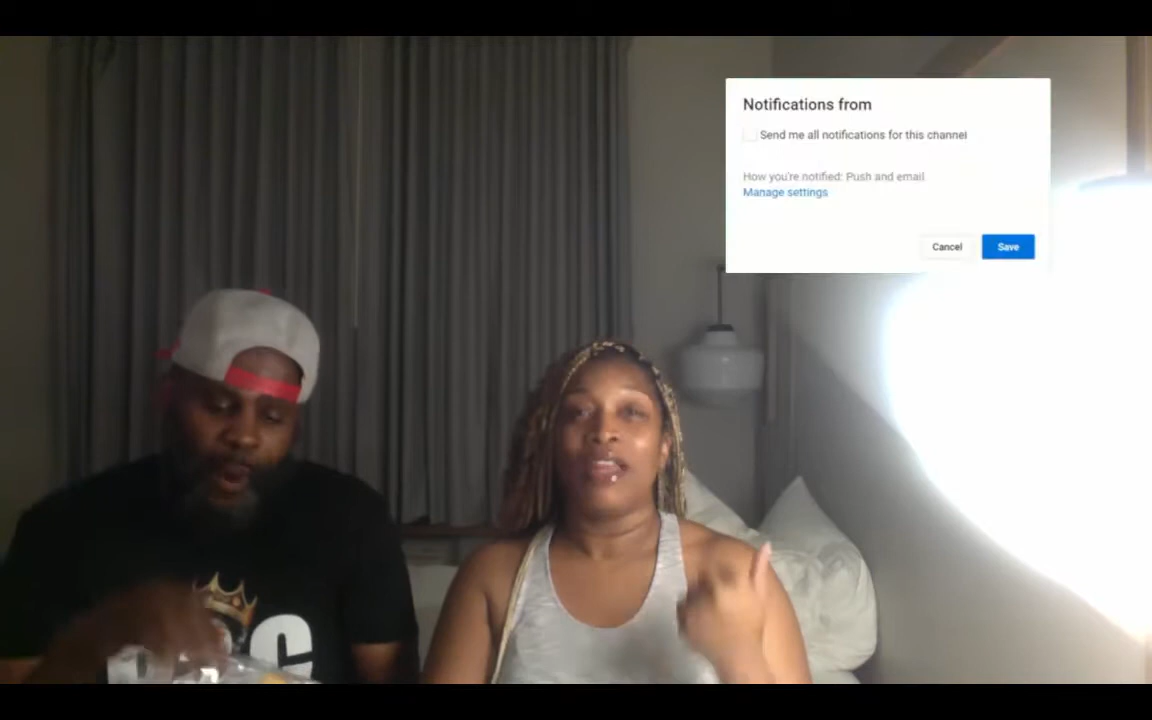 Notifications from
Send me all notifications for this channel
How you're notified: Push and email
Manage settings
Cancel
Save